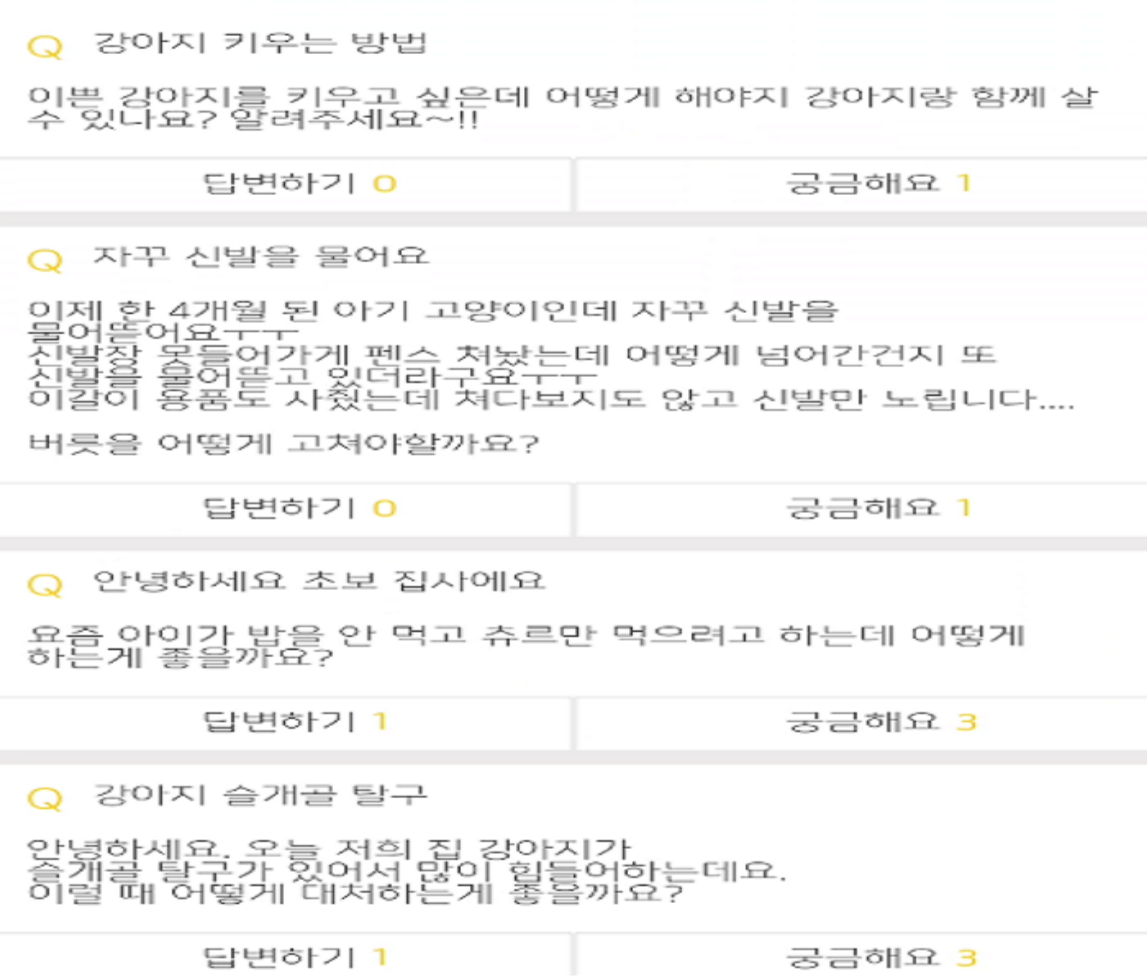 Q 강아지 키우는 방법
이쁜 강아지를 키우고 싶은데 어떻게 해야지 강아지랑 함께 살
수 있나요? 알려주세요~!!
답변하기 0 궁금해요 1
Q 자꾸 신발을 물어요
이제 한 4개월 된 아기 고양이인데 자꾸 신발을
물어뜯어요ㅜㅜ
신발장 못들어가게 펜스 쳐놨는데 어떻게 넘어간건지 또
신발을 물어뜯고 있더라구요ㅜㅜ
이갈이 용품도 사줬는데 쳐다보지도 않고 신발만 노립니다....
버릇을 어떻게 고쳐야할까요?
답변하기 0 궁금해요 1
Q 안녕하세요 초보 집사에요
요즘 아이가 밥을 안 먹고 츄르만 먹으려고 하는데 어떻게
하는게 좋을까요?
답변하기 1 궁금해요 3
Q 강아지 슬개골 탈구
안녕하세요. 오늘 저희 집 강아지가
슬개골 탈구가 있어서 많이 힘들어하는데요.
이럴 때 어떻게 대처하는게 좋을까요?
답변하기 1 궁금해요 3